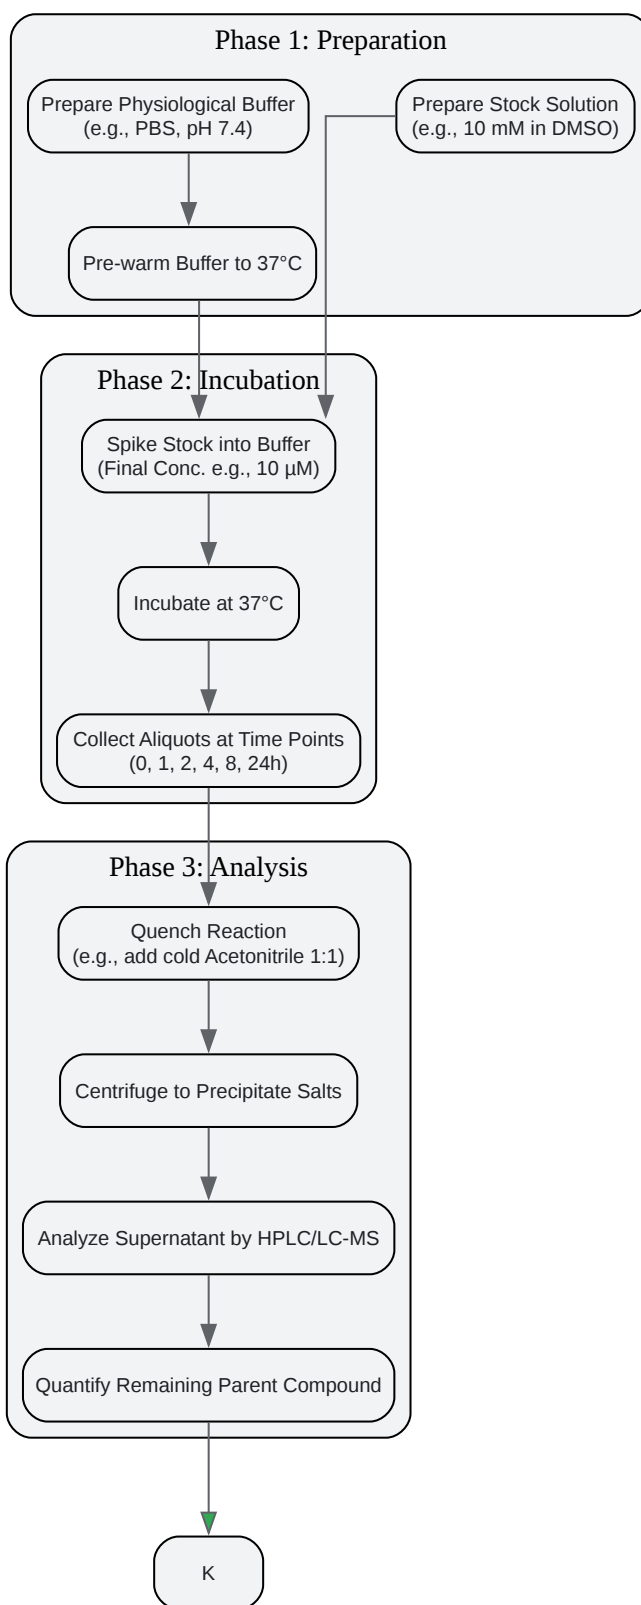 Phase 1: Preparation
Prepare Physiological Buffer
(e.g., PBS, pH 7.4)
Prepare Stock Solution
(e.g., 10 mM in DMSO)
Pre-warm Buffer to 37°C
Phase 2: Incubation
Spike Stock into Buffer
(Final Conc. e.g., 10 µM)
Incubate at 37°C
Collect Aliquots at Time Points
(0, 1, 2, 4, 8, 24h)
Phase 3: Analysis
Quench Reaction
(e.g., add cold Acetonitrile 1:1)
Centrifuge to Precipitate Salts
Analyze Supernatant by HPLC/LC-MS
Quantify Remaining Parent Compound
K